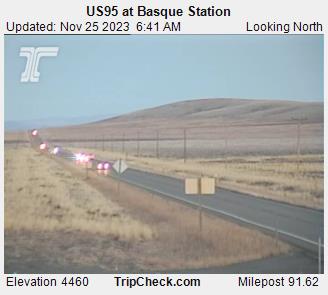 US95 at Basque Station
Updated: Nov 25 2023 6:41 AM Looking North
Elevation 4460 TripCheck.com Milepost 91.62